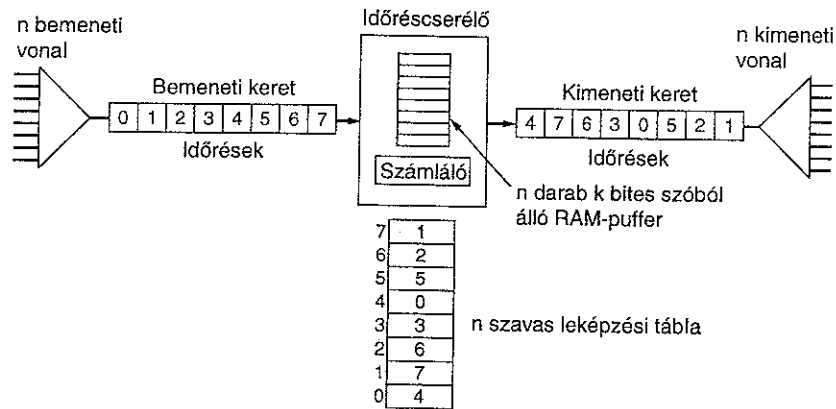 n bemeneti
vonal
Időréscserélő
n kimeneti
vonal
Bemeneti keret
0 1 2 3 4 5 6 7
Időrések
Számláló
Kimeneti keret
4 7 6 3 0 5 2 1
Időrések
n darab k bites szóból
álló RAM-puffer
7 1
6 2
5 5
4 0
3 3
2 6
1 7
0 4
n szavas leképzési tábla